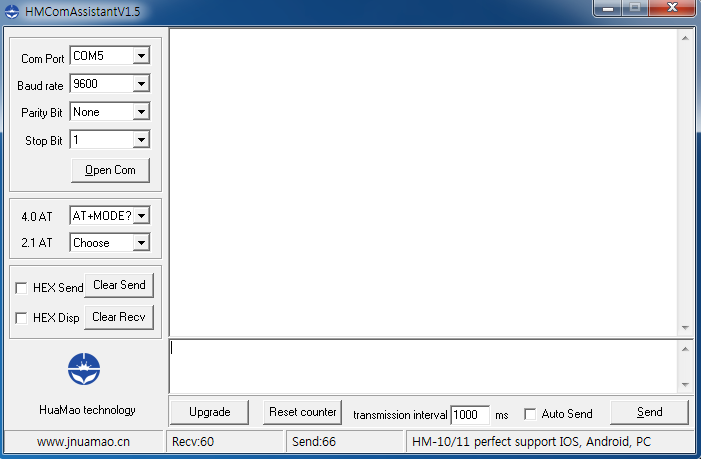 HMComAssistantV1.5
Com Port COM5
Baud rate 9600
Parity Bit None
Stop Bit 1
Open Com
4.0 AT AT+MODE?
2.1 AT Choose
HEX Send Clear Send
HEX Disp Clear Recv
HuaMao technology
Upgrade Reset counter transmission interval 1000 ms Auto Send Send
www.jnuamao.cn Recv:60 Send:66 HM-10/11 perfect support IOS, Android, PC